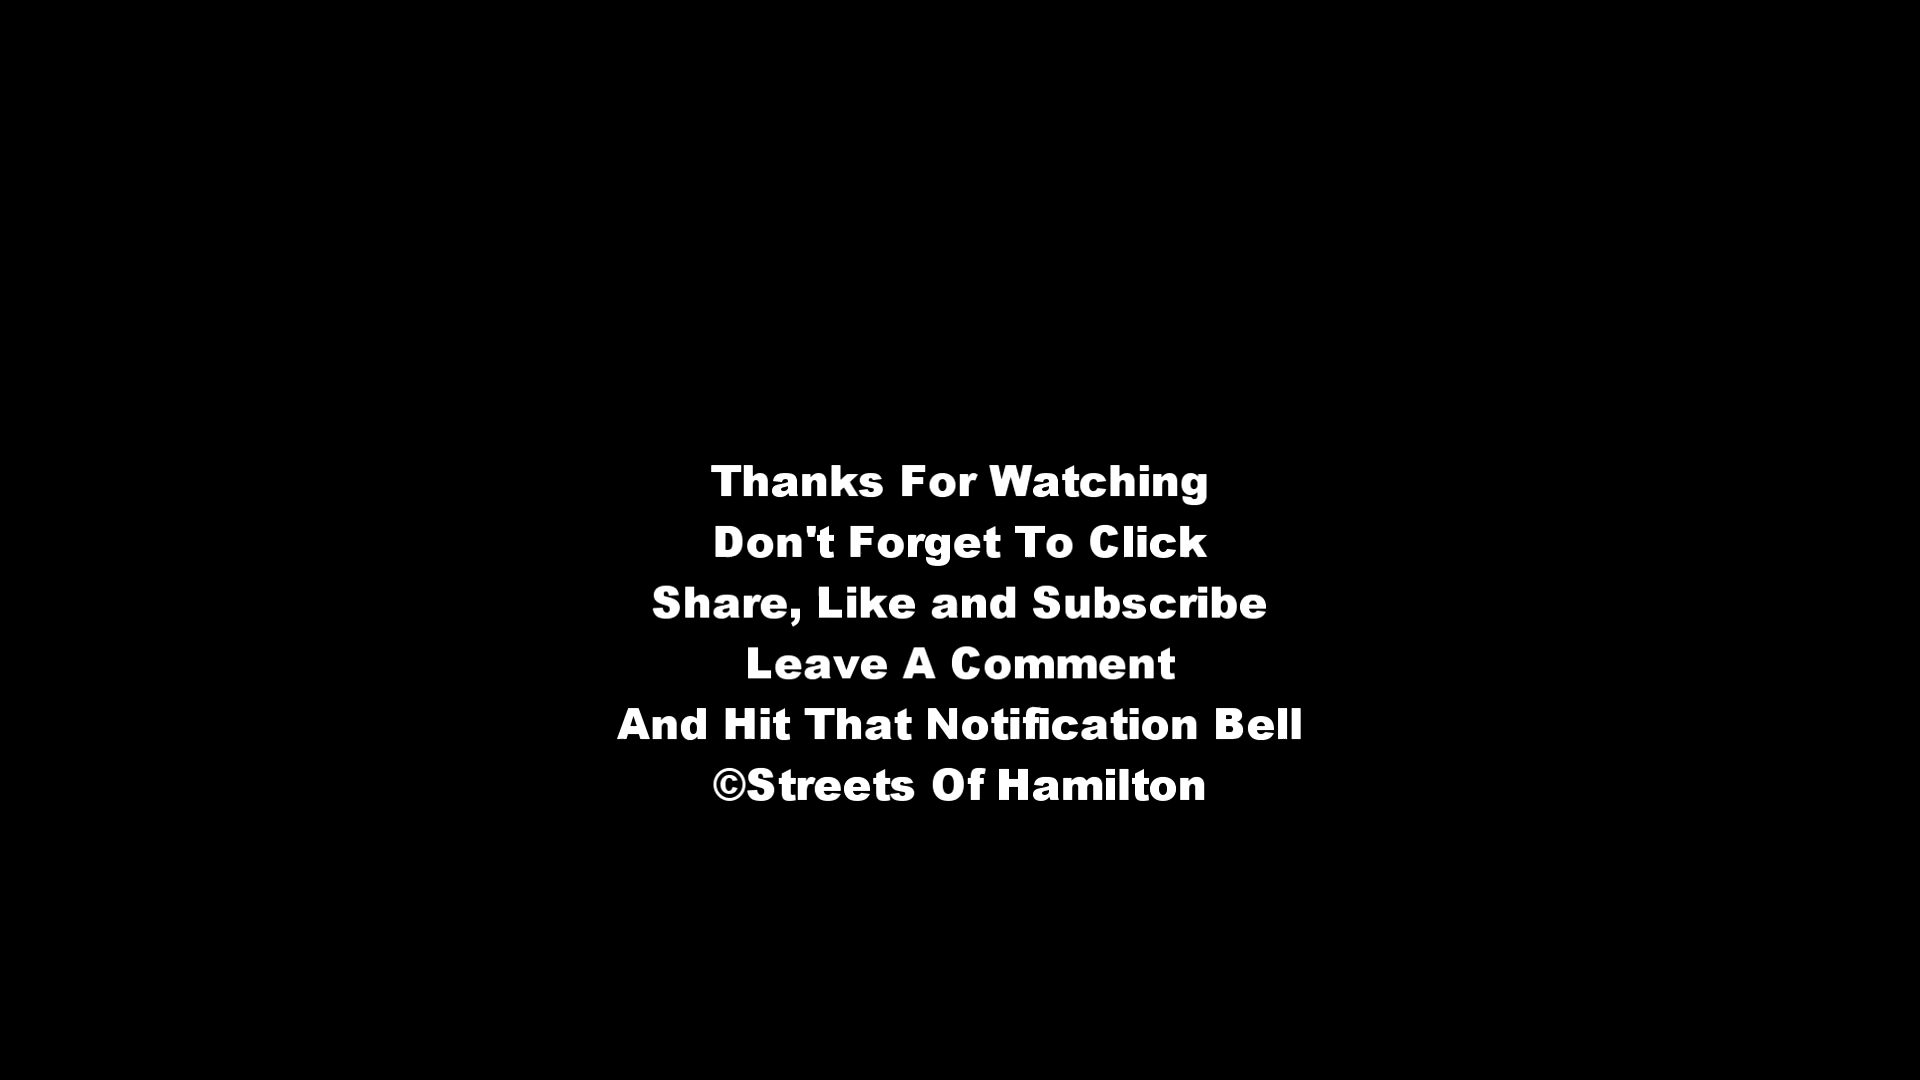 Thanks For Watching
Don't Forget To Click
Share, Like and Subscribe
Leave A Comment
And Hit That Notification Bell
©Streets Of Hamilton